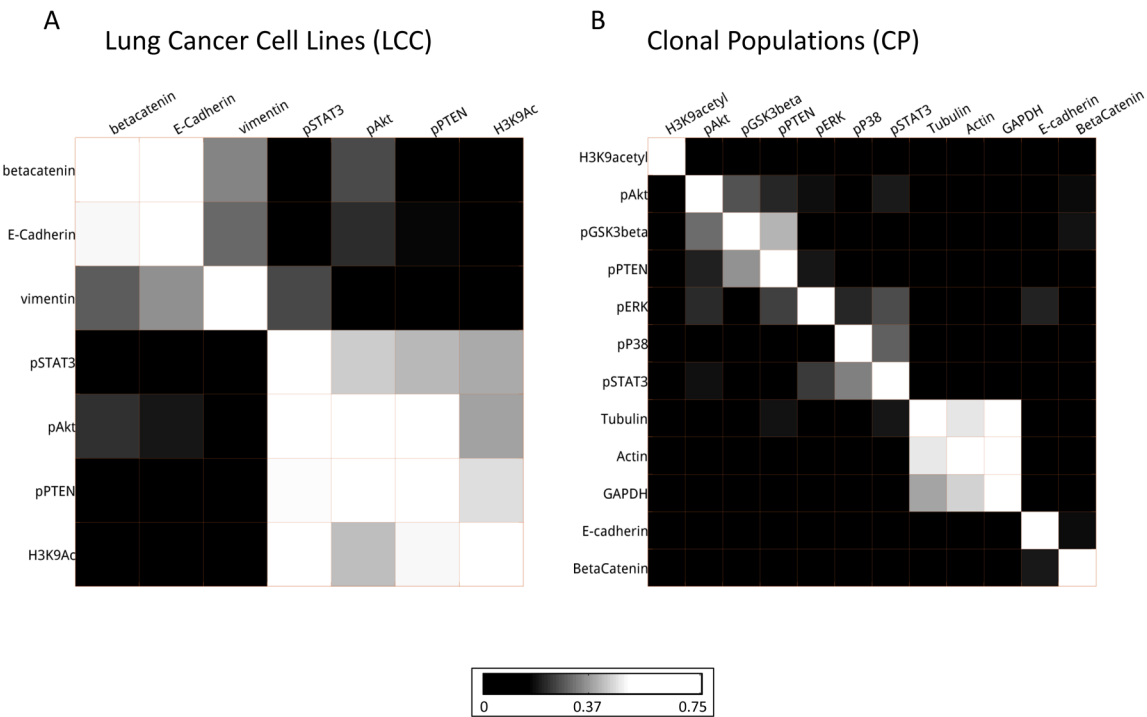 A
Lung Cancer Cell Lines (LCC)
betacatenin E-Cadherin vimentin pSTAT3 pAkt pPTEN H3K9Ac
betacatenin
E-Cadherin
vimentin
pSTAT3
pAkt
pPTEN
H3K9Ac
B
Clonal Populations (CP)
H3K9acetyl pAkt pGSK3beta pPTEN pERK pP38 pSTAT3 Tubulin Actin GAPDH E-cadherin BetaCatenin
H3K9acetyl
pAkt
pGSK3beta
pPTEN
pERK
pP38
pSTAT3
Tubulin
Actin
GAPDH
E-cadherin
BetaCatenin
0 0.37 0.75